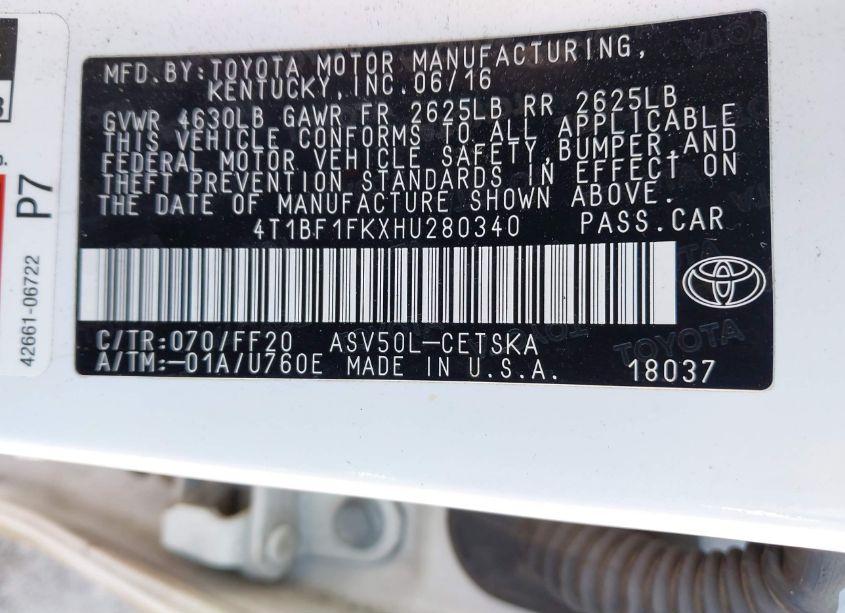 MFD. BY: TOYOTA MOTOR MANUFACTURING,
KENTUCKY, INC. 06/16
GVWR 4630LB GAWR FR 2625LB RR 2625LB
THIS VEHICLE CONFORMS TO ALL APPLICABLE
FEDERAL MOTOR VEHICLE SAFETY, BUMPER, AND
THEFT PREVENTION STANDARDS IN EFFECT ON
THE DATE OF MANUFACTURE SHOWN ABOVE.
4T1BF1FKXHU280340 PASS. CAR
C/TR: 070/FF20 ASV50L-CETSKA
A/TM: -01A/U760E MADE IN U.S.A. 18037
TOYOTA
P7
42661-06722